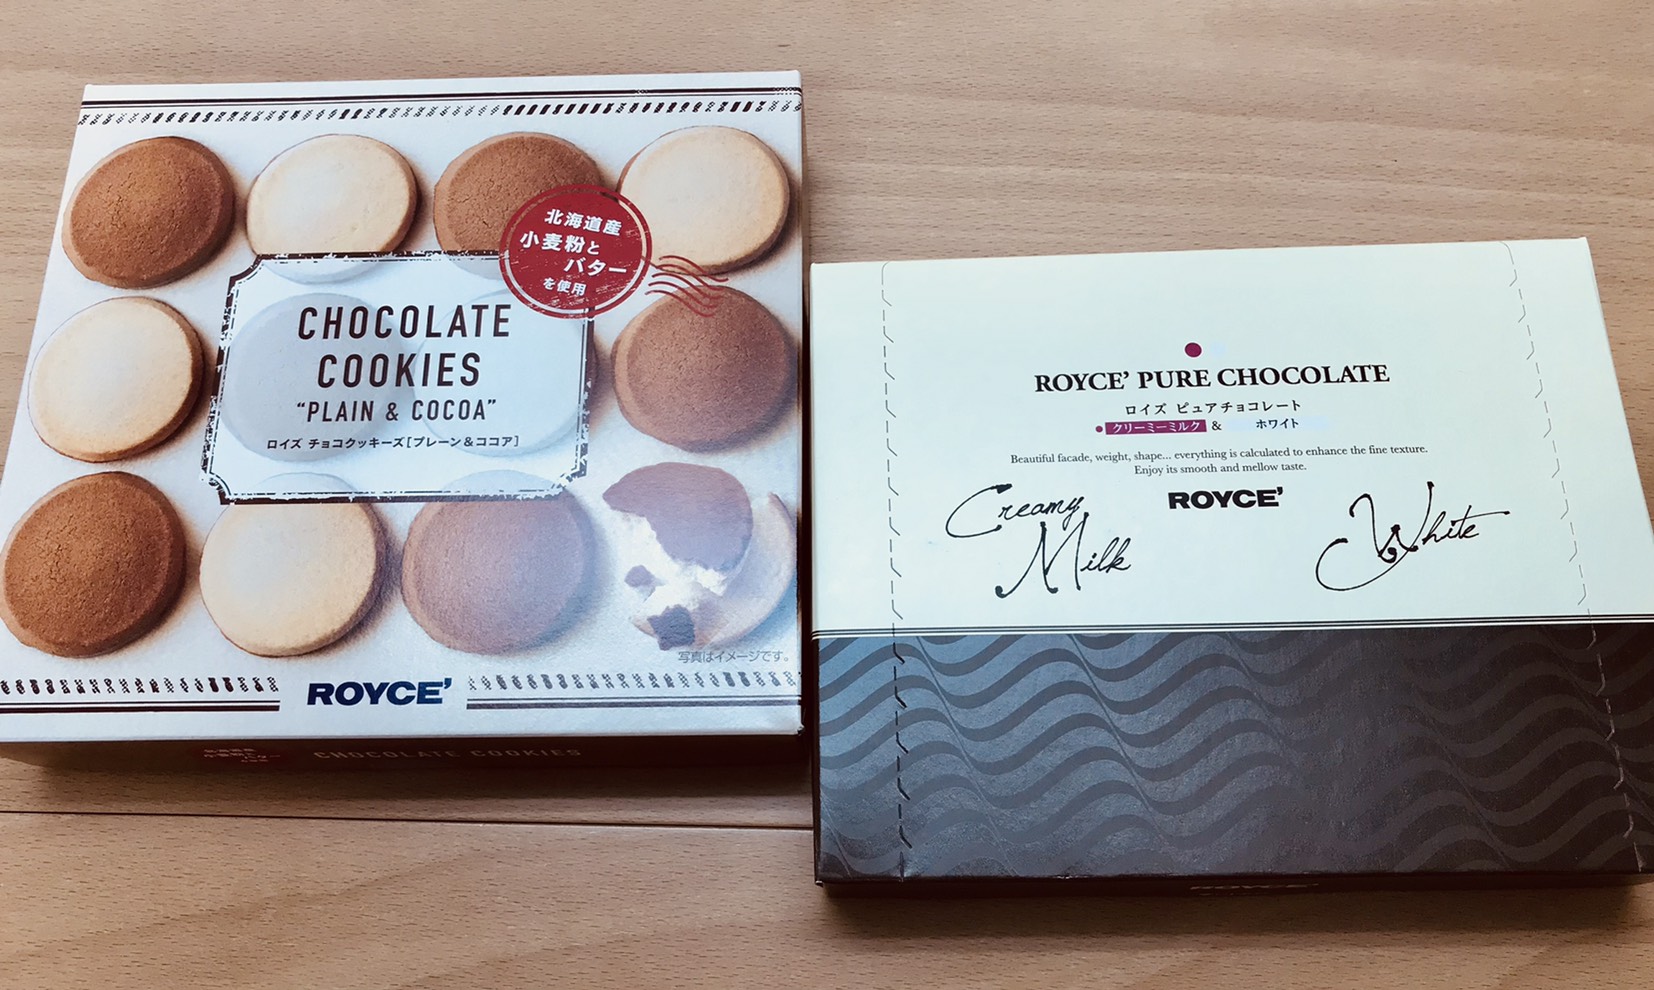 北海道産
小麦粉と
バター
を使用
CHOCOLATE
COOKIES
“PLAIN & COCOA”
ロイズ チョコクッキーズ[プレーン&ココア]
写真はイメージです。
ROYCE’
CHOCOLATE COOKIES
ROYCE’ PURE CHOCOLATE
ロイズ ピュアチョコレート
クリーミーミルク & ホワイト
Beautiful facade, weight, shape... everything is calculated to enhance the fine texture.
Enjoy its smooth and mellow taste.
ROYCE’
Creamy
Milk
White
ROYCE’